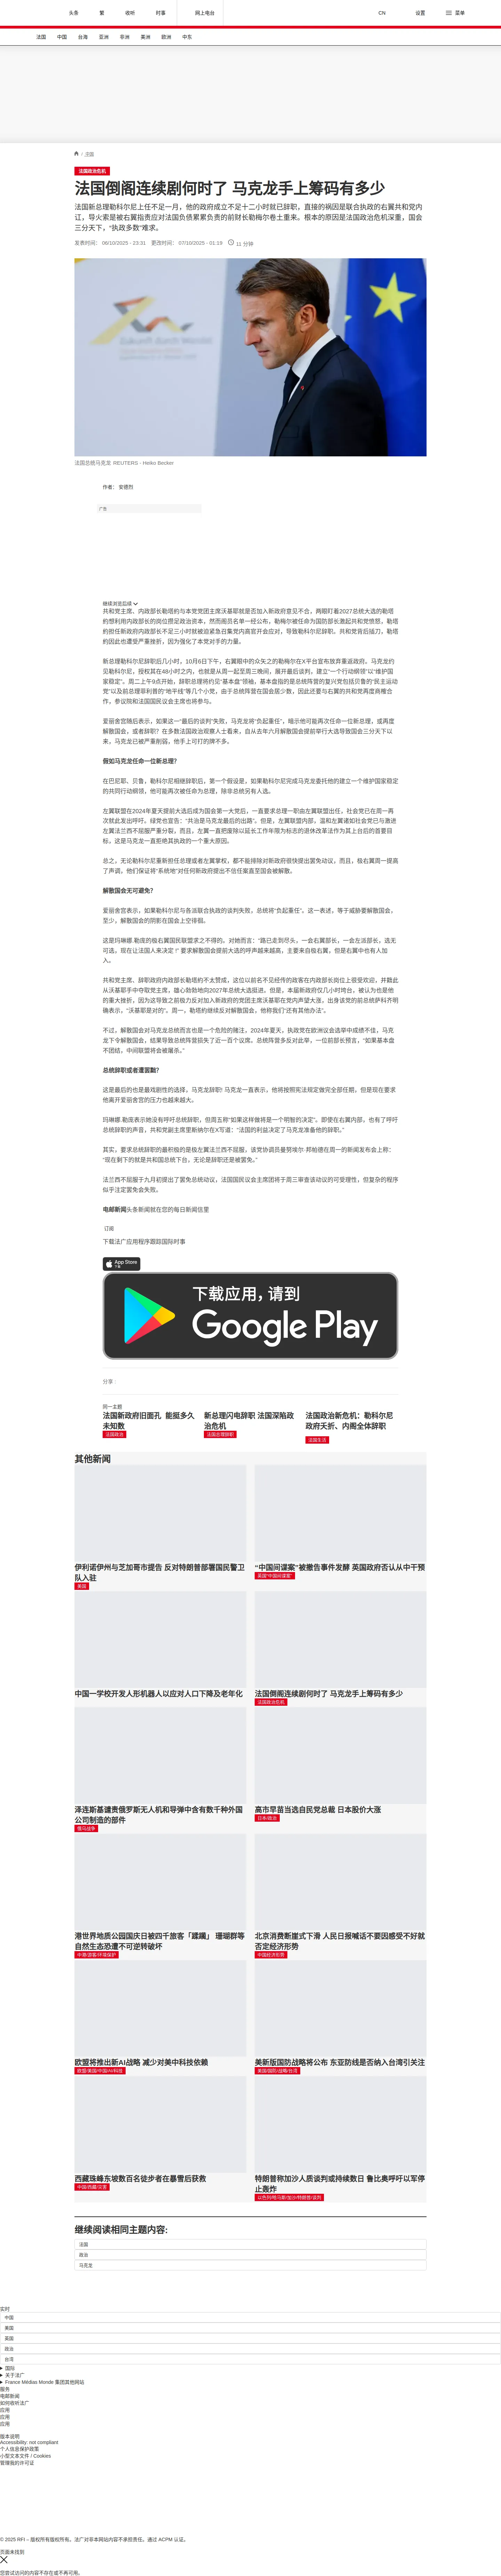 头条
繁
收听
时事
网上电台
CN
设置
菜单
法国
中国
台海
亚洲
非洲
美洲
欧洲
中东
/ 法国
法国政治危机
法国倒阁连续剧何时了 马克龙手上筹码有多少
法国新总理勒科尔尼上任不足一月，他的政府成立不足十二小时就已辞职，直接的祸因是联合执政的右翼共和党内
讧，导火索是被右翼指责应对法国负债累累负责的前财长勒梅尔卷土重来。根本的原因是法国政治危机深重，国会
三分天下，“执政多数”难求。
发表时间： 06/10/2025 - 23:31 更改时间： 07/10/2025 - 01:19 11 分钟
法国总统马克龙 REUTERS - Heiko Becker
作者： 安德烈
广告
继续浏览后续
共和党主席，内政部长勒塔约与本党党团主席沃基耶就是否加入新政府意见不合，两眼盯着2027总统大选的勒塔
约想利用内政部长的岗位攒足政治资本，然而阁员名单一经公布，勒梅尔被任命为国防部长激起共和党愤怒，勒塔
约担任新政府内政部长不足三小时就被迫紧急召集党内高官开会应对，导致勒科尔尼辞职。共和党背后插刀，勒塔
约因此也遭受严重挫折，因为强化了本党对手的力量。
新总理勒科尔尼辞职后几小时，10月6日下午，右翼眼中的众矢之的勒梅尔在X平台宣布放弃重返政府。马克龙约
见勒科尔尼，授权其在48小时之内，也就是从周一起至周三晚间，展开最后谈判，建立“一个行动纲领”以“维护国
家稳定”。周二上午9点开始，辞职总理将约见“基本盘”领袖，基本盘指的是总统阵营的复兴党包括贝鲁的“民主运动
党”以及前总理菲利普的“地平线”等几个小党，由于总统阵营在国会居少数，因此还要与右翼的共和党再度商榷合
作。参议院和法国国民议会主席也将参与。
爱丽舍宫随后表示，如果这一“最后的谈判”失败，马克龙将“负起重任”，暗示他可能再次任命一位新总理，或再度
解散国会，或者辞职？在多数法国政治观察人士看来，自从去年六月解散国会提前举行大选导致国会三分天下以
来，马克龙已被严重削弱，他手上可打的牌不多。
假如马克龙任命一位新总理？
在巴尼耶、贝鲁，勒科尔尼相继辞职后，第一个假设是，如果勒科尔尼完成马克龙委托他的建立一个维护国家稳定
的共同行动纲领，他可能再次被任命为总理，除非总统另有人选。
左翼联盟在2024年夏天提前大选后成为国会第一大党后，一直要求总理一职由左翼联盟出任，社会党已在周一再
次就此发出呼吁。绿党也宣告：“共治是马克龙最后的出路”。但是，左翼联盟内部，温和左翼诸如社会党已与激进
左翼法兰西不屈服严重分裂，而且，左翼一直把废除以延长工作年限为标志的退休改革法作为其上台后的首要目
标，这是马克龙一直拒绝其执政的一个重大原因。
总之，无论勒科尔尼重新担任总理或者左翼掌权，都不能排除对新政府很快提出罢免动议，而且，极右翼周一提高
了声调，他们保证将“系统地”对任何新政府提出不信任案直至国会被解散。
解散国会无可避免？
爱丽舍宫表示，如果勒科尔尼与各派联合执政的谈判失败，总统将“负起重任”。这一表述，等于威胁要解散国会，
至少，解散国会的阴影在国会上空徘徊。
这是玛琳娜.勒庞的极右翼国民联盟求之不得的。对她而言：“路已走到尽头，一会右翼部长，一会左派部长，选无
可选，现在让法国人来决定！” 要求解散国会提前大选的呼声越来越高，主要来自极右翼，但是右翼中也有人加
入。
共和党主席、辞职政府内政部长勒塔约不太赞成，这位以前名不见经传的政客在内政部长岗位上很受欢迎，并藉此
从沃基耶手中夺取党主席，雄心勃勃地向2027年总统大选挺进。但是，本届新政府仅几小时垮台，被认为也是他
的重大挫折，因为这导致之前极力反对加入新政府的党团主席沃基耶在党内声望大涨，出身该党的前总统萨科齐明
确表示，“沃基耶是对的”。周一，勒塔约继续反对解散国会，他称我们“还有其他办法”。
不过，解散国会对马克龙总统而言也是一个危险的赌注，2024年夏天，执政党在欧洲议会选举中成绩不佳，马克
龙下令解散国会，结果导致总统阵营损失了近一百个议席。总统阵营多反对此举，一位前部长预言，“如果基本盘
不团结，中间联盟将会被屠杀。”
总统辞职或者遭罢黜？
这是最后的也是最戏剧性的选择，马克龙辞职! 马克龙一直表示，他将按照宪法规定做完全部任期，但是现在要求
他离开爱丽舍宫的压力也越来越大。
玛琳娜.勒庞表示她没有呼吁总统辞职，但周五称“如果这样做将是一个明智的决定”，即使在右翼内部，也有了呼吁
总统辞职的声音，共和党副主席里斯纳尔在X写道：“法国的利益决定了马克龙准备他的辞职。”
其实，要求总统辞职的最积极的是极左翼法兰西不屈服，该党协调员曼努埃尔·邦帕德在周一的新闻发布会上称：
“现在剩下的就是共和国总统下台，无论是辞职还是被罢免。”
法兰西不屈服于九月初提出了罢免总统动议，法国国民议会主席团将于周三审查该动议的可受理性，但复杂的程序
似乎注定罢免会失败。
电邮新闻头条新闻就在您的每日新闻信里
订阅
下载法广应用程序跟踪国际时事
App Store
下载
下载应用，请到
Google Play
分享 :
同一主题
法国新政府旧面孔 能挺多久未知数
法国政治
新总理闪电辞职 法国深陷政治危机
法国总理辞职
法国政治新危机：勒科尔尼政府夭折、内阁全体辞职
法国生活
其他新闻
伊利诺伊州与芝加哥市提告 反对特朗普部署国民警卫队入驻
美国
“中国间谍案”被撤告事件发酵 英国政府否认从中干预
英国“中国间谍案”
中国一学校开发人形机器人以应对人口下降及老年化
法国倒阁连续剧何时了 马克龙手上筹码有多少
法国政治危机
泽连斯基谴责俄罗斯无人机和导弹中含有数千种外国公司制造的部件
俄乌战争
高市早苗当选自民党总裁 日本股价大涨
日本/政治
港世界地质公园国庆日被四千旅客「蹂躏」 珊瑚群等自然生态恐遭不可逆转破坏
中港/游客/环境保护
北京消费断崖式下滑 人民日报喊话不要因感受不好就否定经济形势
中国经济形势
欧盟将推出新AI战略 减少对美中科技依赖
欧盟/美国/中国/AI/科技
美新版国防战略将公布 东亚防线是否纳入台湾引关注
美国/国防/战略/台湾
西藏珠峰东坡数百名徒步者在暴雪后获救
中国/西藏/灾害
特朗普称加沙人质谈判或持续数日 鲁比奥呼吁以军停止轰炸
以色列/哈马斯/加沙/特朗普/谈判
继续阅读相同主题内容:
法国
政治
马克龙
实时
中国
美国
英国
政治
台湾
国际
关于法广
France Médias Monde 集团其他网站
服务
电邮新闻
如何收听法广
应用
应用
应用
版本说明
Accessibility: not compliant
个人信息保护政策
小型文本文件 / Cookies
管理我的许可证
© 2025 RFI – 版权所有版权所有。法广对非本网站内容不承担责任。通过 ACPM 认证。
页面未找到
您尝试访问的内容不存在或不再可用。